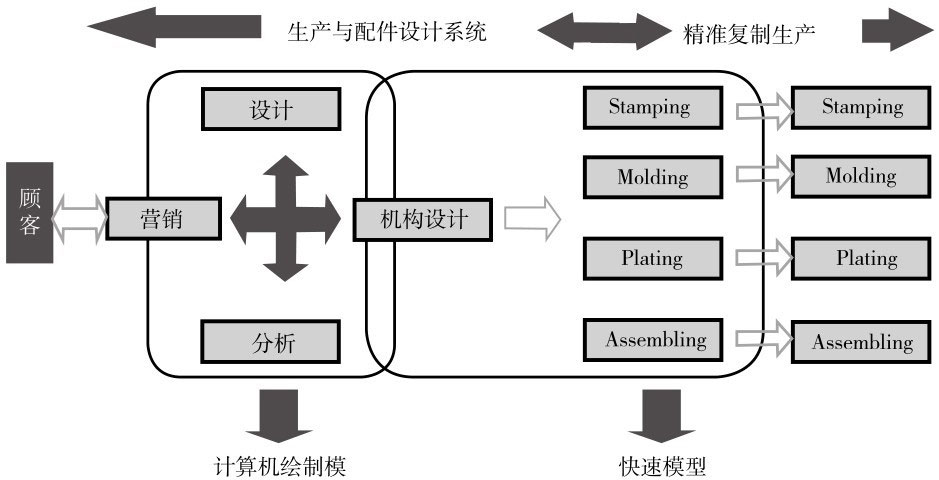 生产与配件设计系统
精准复制生产
设计
Stamping
Stamping
Molding
Molding
顾客
营销
机构设计
Plating
Plating
分析
Assembling
Assembling
计算机绘制模
快速模型